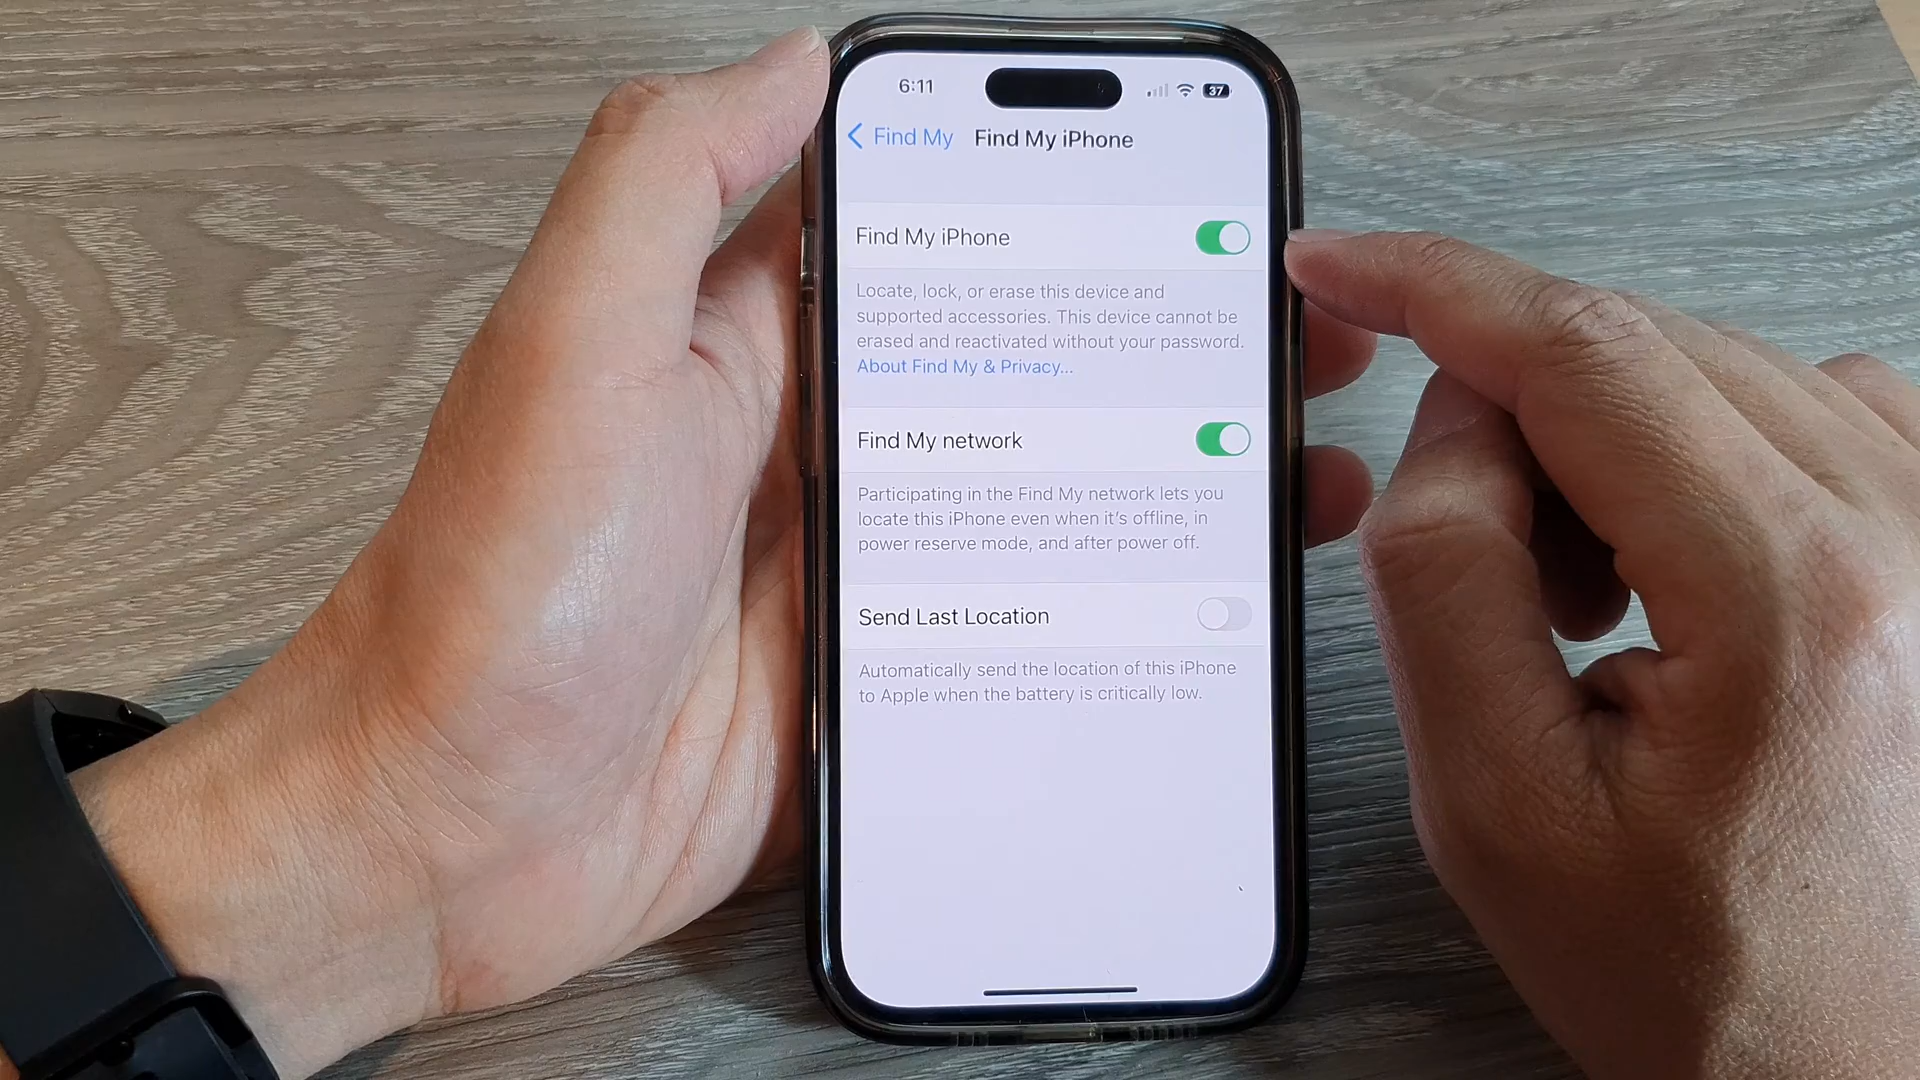 6:11
37
Find My
Find My iPhone
Find My iPhone
Locate, lock, or erase this device and
supported accessories. This device cannot be
erased and reactivated without your password.
About Find My & Privacy...
Find My network
Participating in the Find My network lets you
locate this iPhone even when it's offline, in
power reserve mode, and after power off.
Send Last Location
Automatically send the location of this iPhone
to Apple when the battery is critically low.